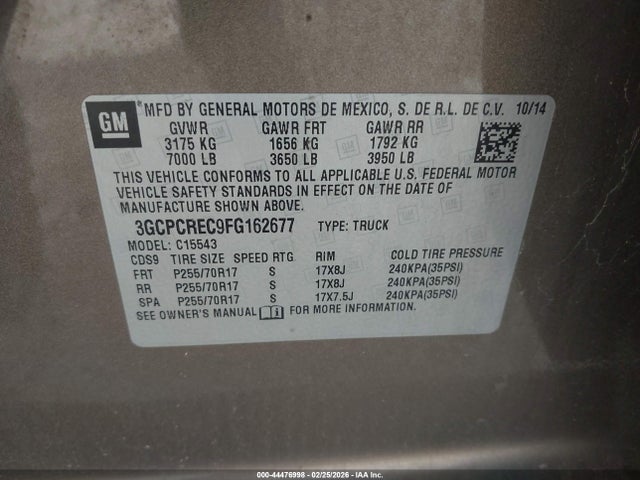 GM
® MFD BY GENERAL MOTORS DE MEXICO, S. DE R.L. DE C.V. 10/14
GVWR GAWR FRT GAWR RR
3175 KG 1656 KG 1792 KG
7000 LB 3650 LB 3950 LB
THIS VEHICLE CONFORMS TO ALL APPLICABLE U.S. FEDERAL MOTOR
VEHICLE SAFETY STANDARDS IN EFFECT ON THE DATE OF
MANUFACTURE SHOWN ABOVE.
3GCPCREC9FG162677 TYPE: TRUCK
MODEL: C15543
CDS9 TIRE SIZE SPEED RTG RIM COLD TIRE PRESSURE
FRT P255/70R17 S 17X8J 240KPA(35PSI)
RR P255/70R17 S 17X8J 240KPA(35PSI)
SPA P255/70R17 S 17X7.5J 240KPA(35PSI)
SEE OWNER'S MANUAL FOR MORE INFORMATION.
000-44476998 - 02/25/2026 - IAA Inc.